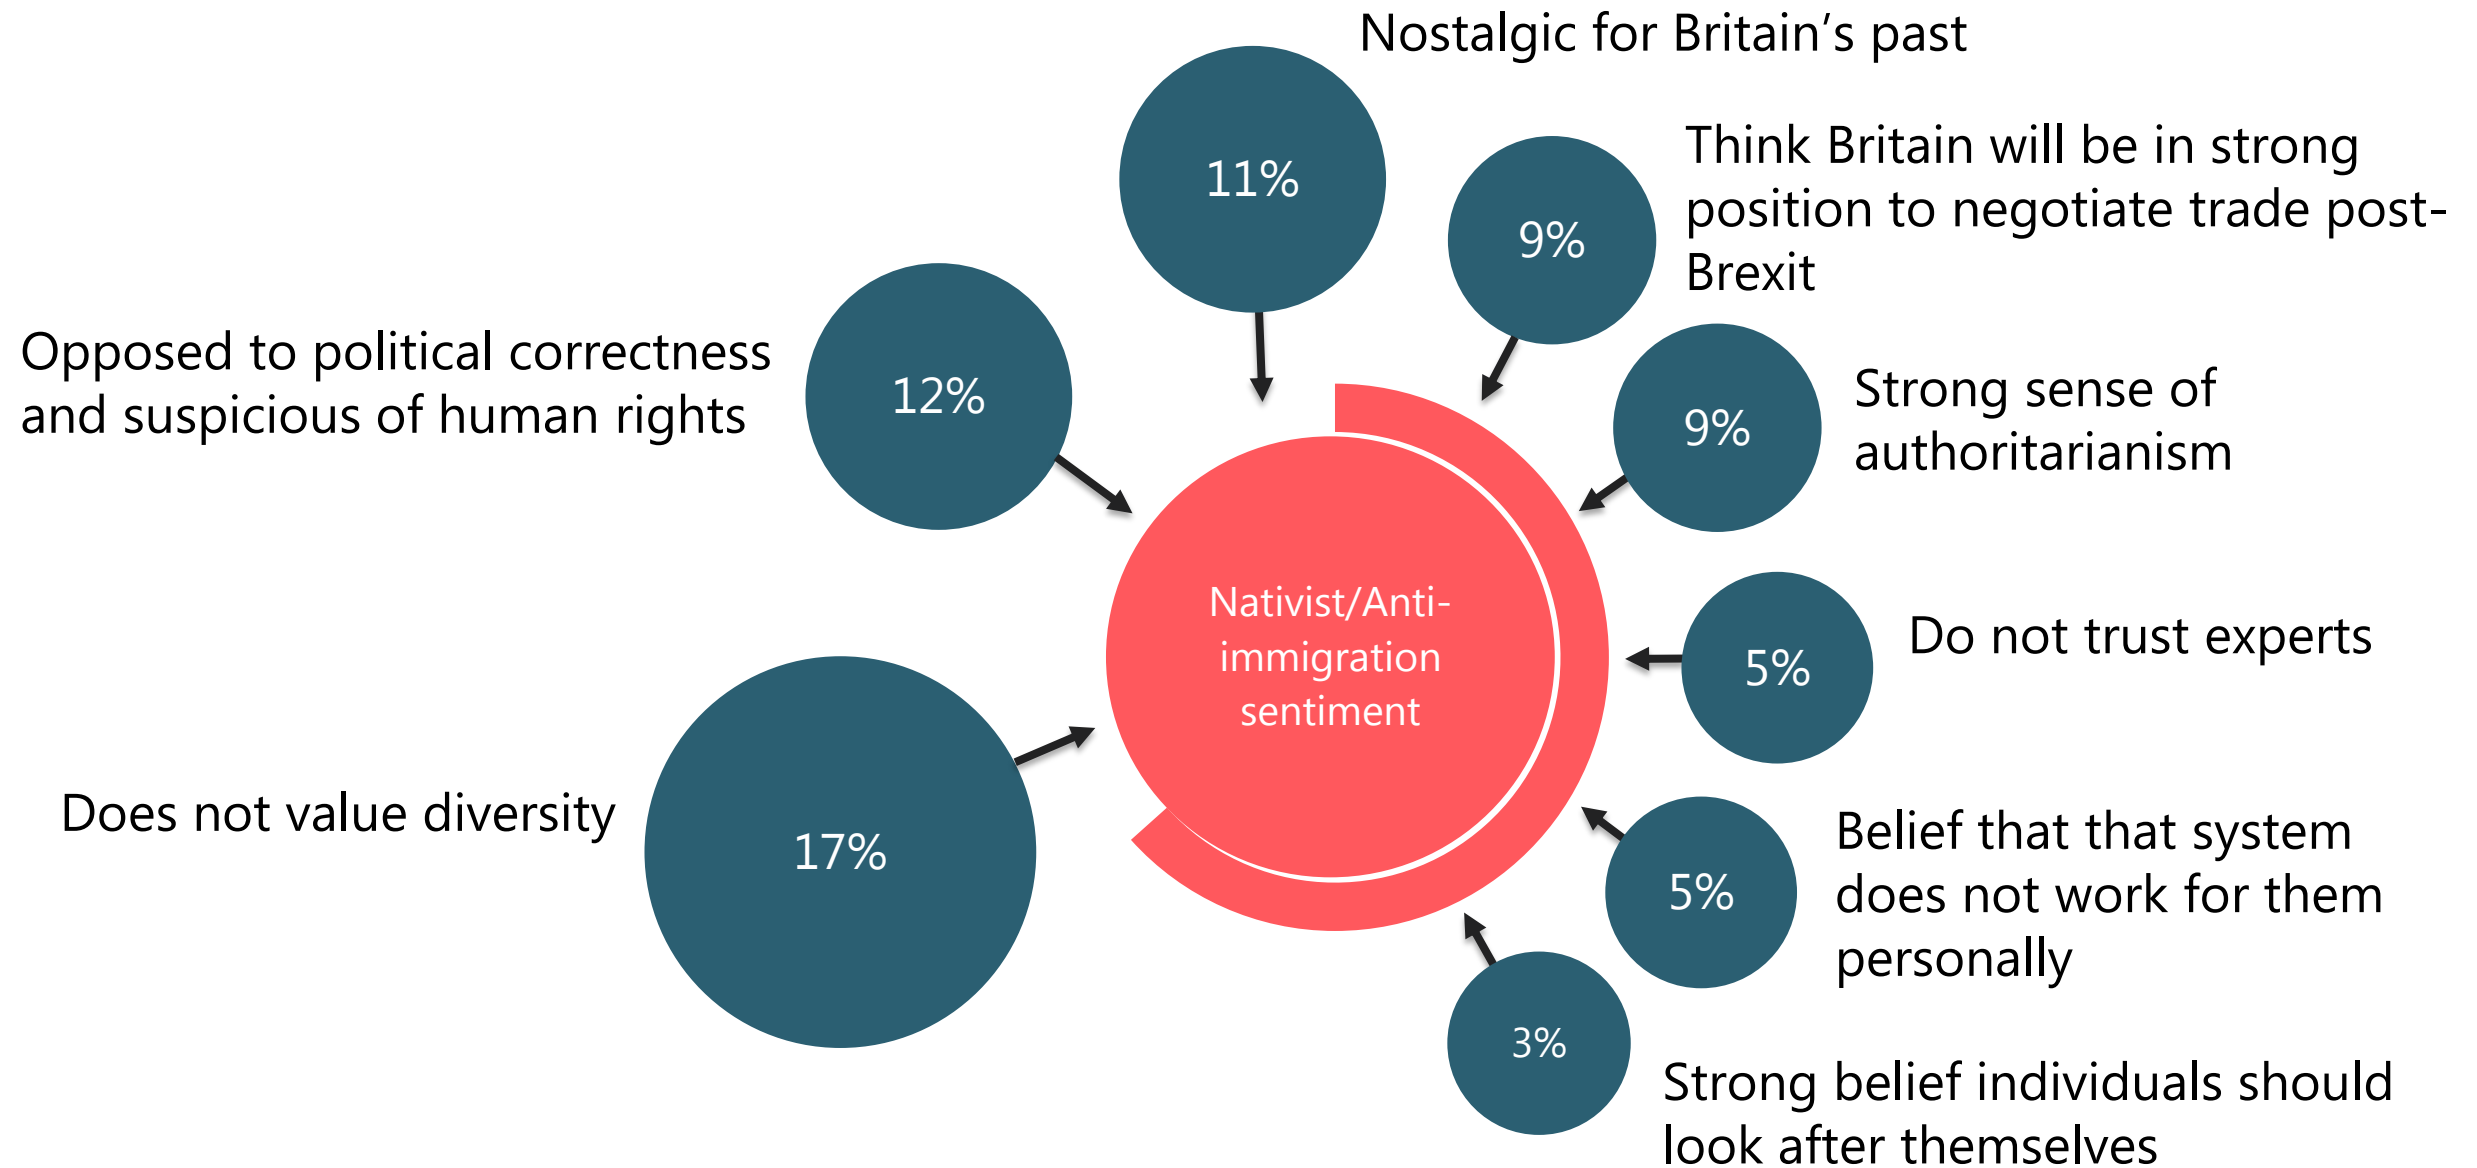 Nostalgic for Britain’s past
11%
Think Britain will be in strong
position to negotiate trade post-
Brexit
9%
Opposed to political correctness
and suspicious of human rights
12%
Strong sense of
authoritarianism
9%
Nativist/Anti-
immigration
sentiment
Do not trust experts
5%
Does not value diversity
17%
Belief that that system
does not work for them
personally
5%
3%
Strong belief individuals should
look after themselves